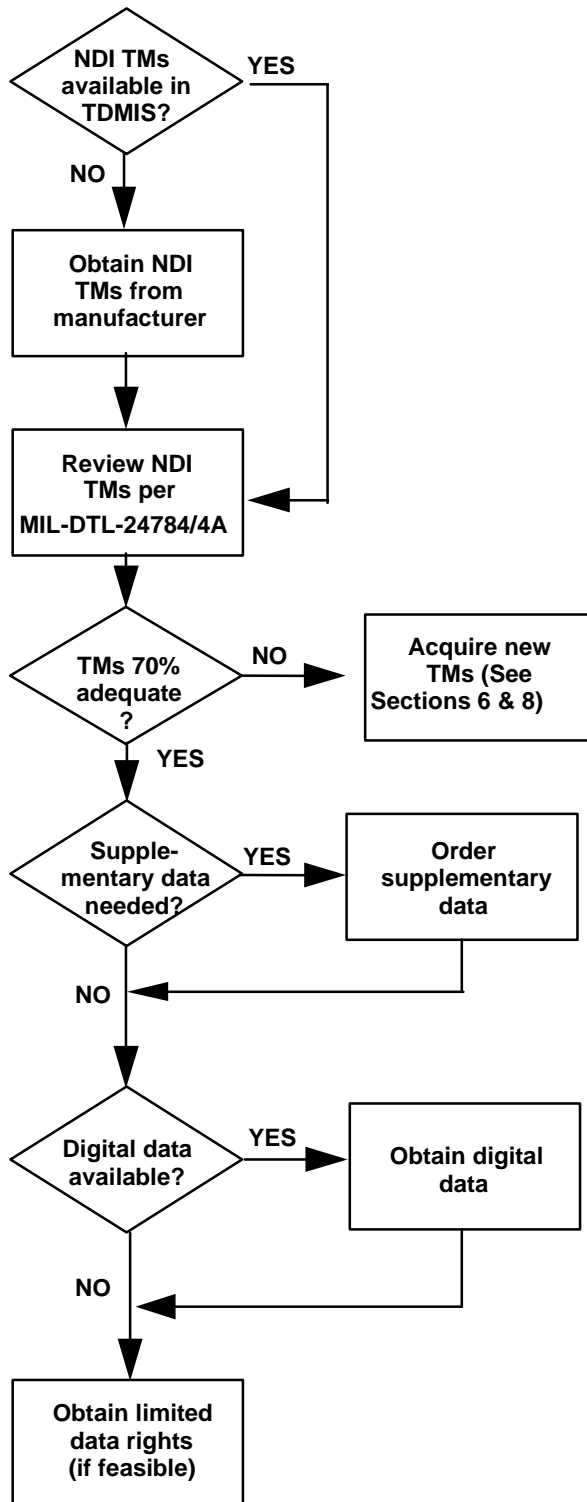 NDI TMs
available in
TDMIS?
YES
NO
Obtain NDI
TMs from
manufacturer
Review NDI
TMs per
MIL-DTL-24784/4A
TMs 70%
adequate
?
NO
Acquire new
TMs (See
Sections 6 & 8)
YES
Supple-
mentary data
needed?
YES
Order
supplementary
data
NO
Digital data
available?
YES
Obtain digital
data
NO
Obtain limited
data rights
(if feasible)